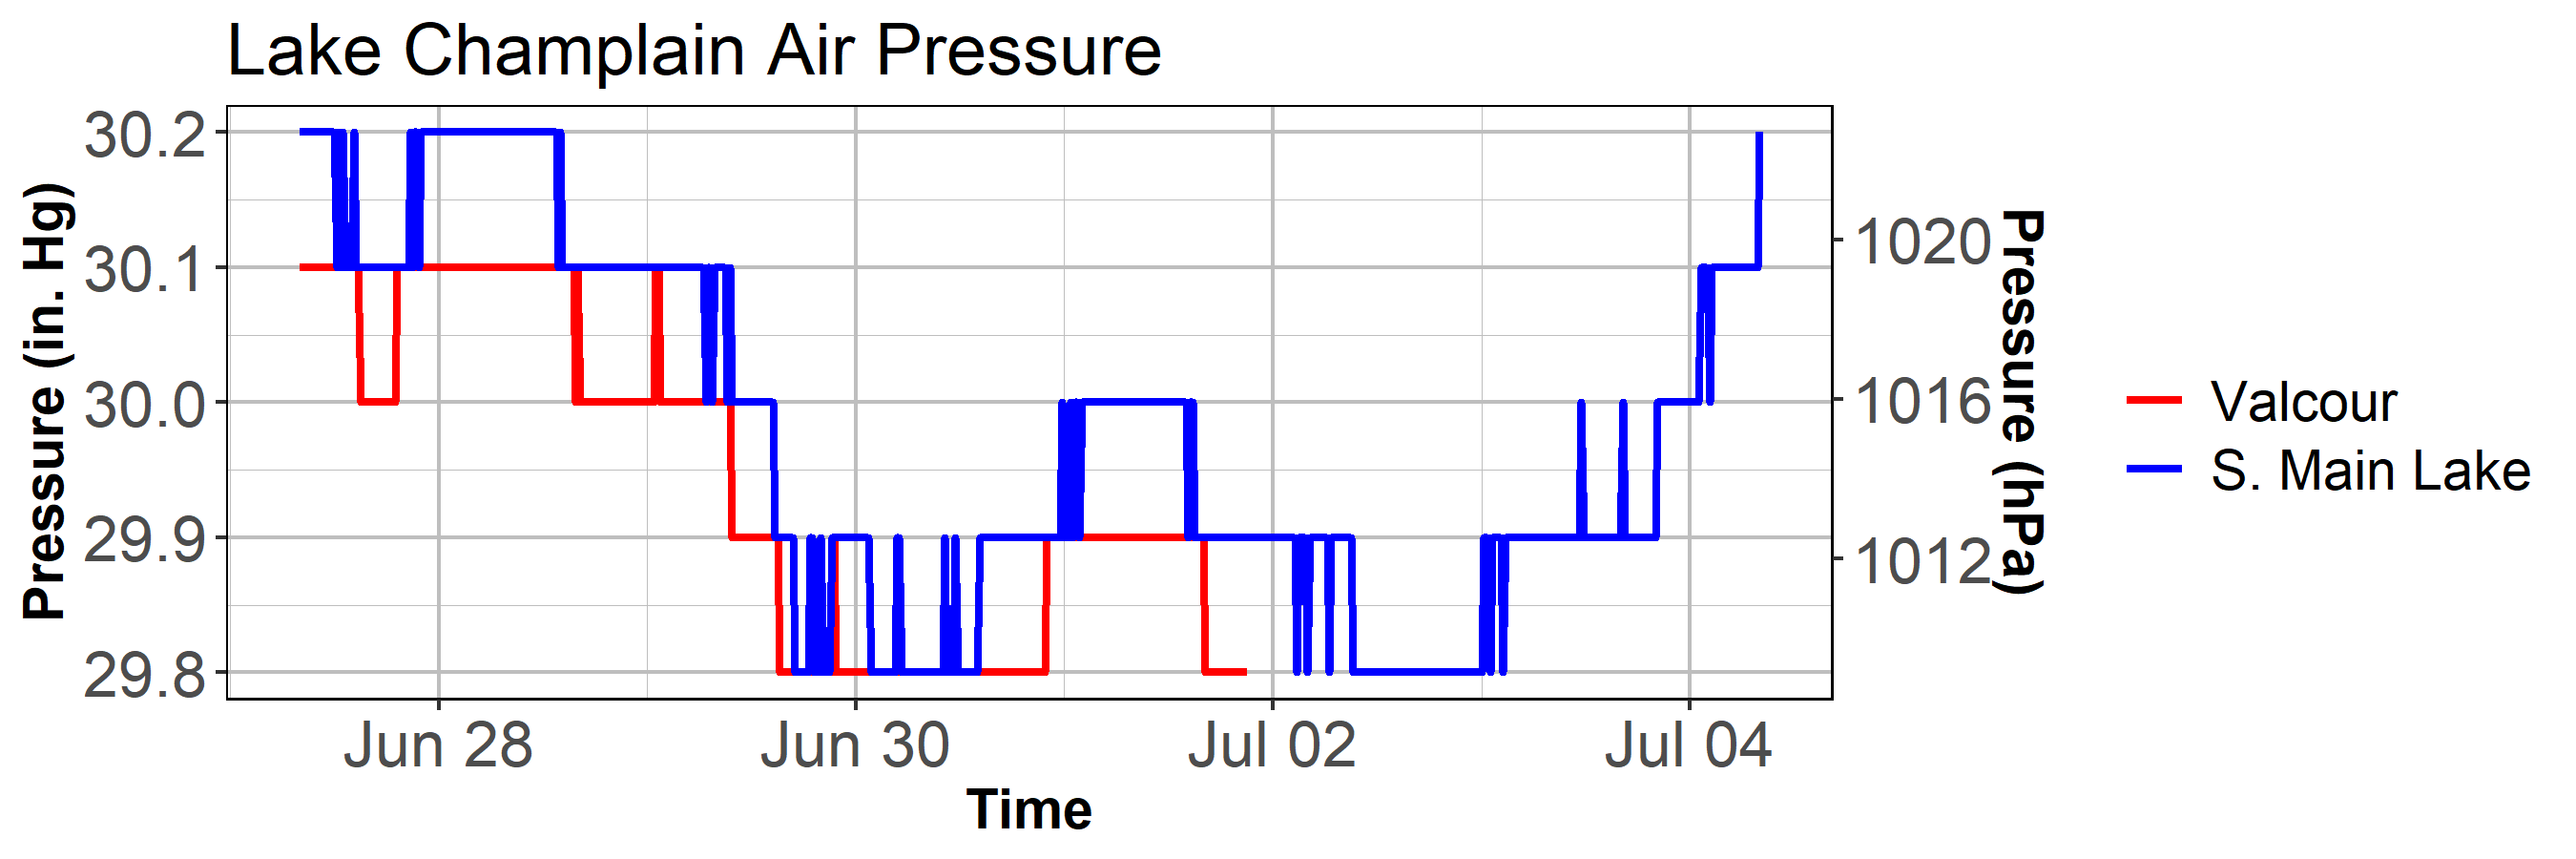 Lake Champlain Air Pressure
Pressure (in. Hg)
30.2
30.1
30.0
29.9
29.8
1020
1016
1012
Pressure (hPa)
Valcour
S. Main Lake
Jun 28
Jun 30
Jul 02
Jul 04
Time